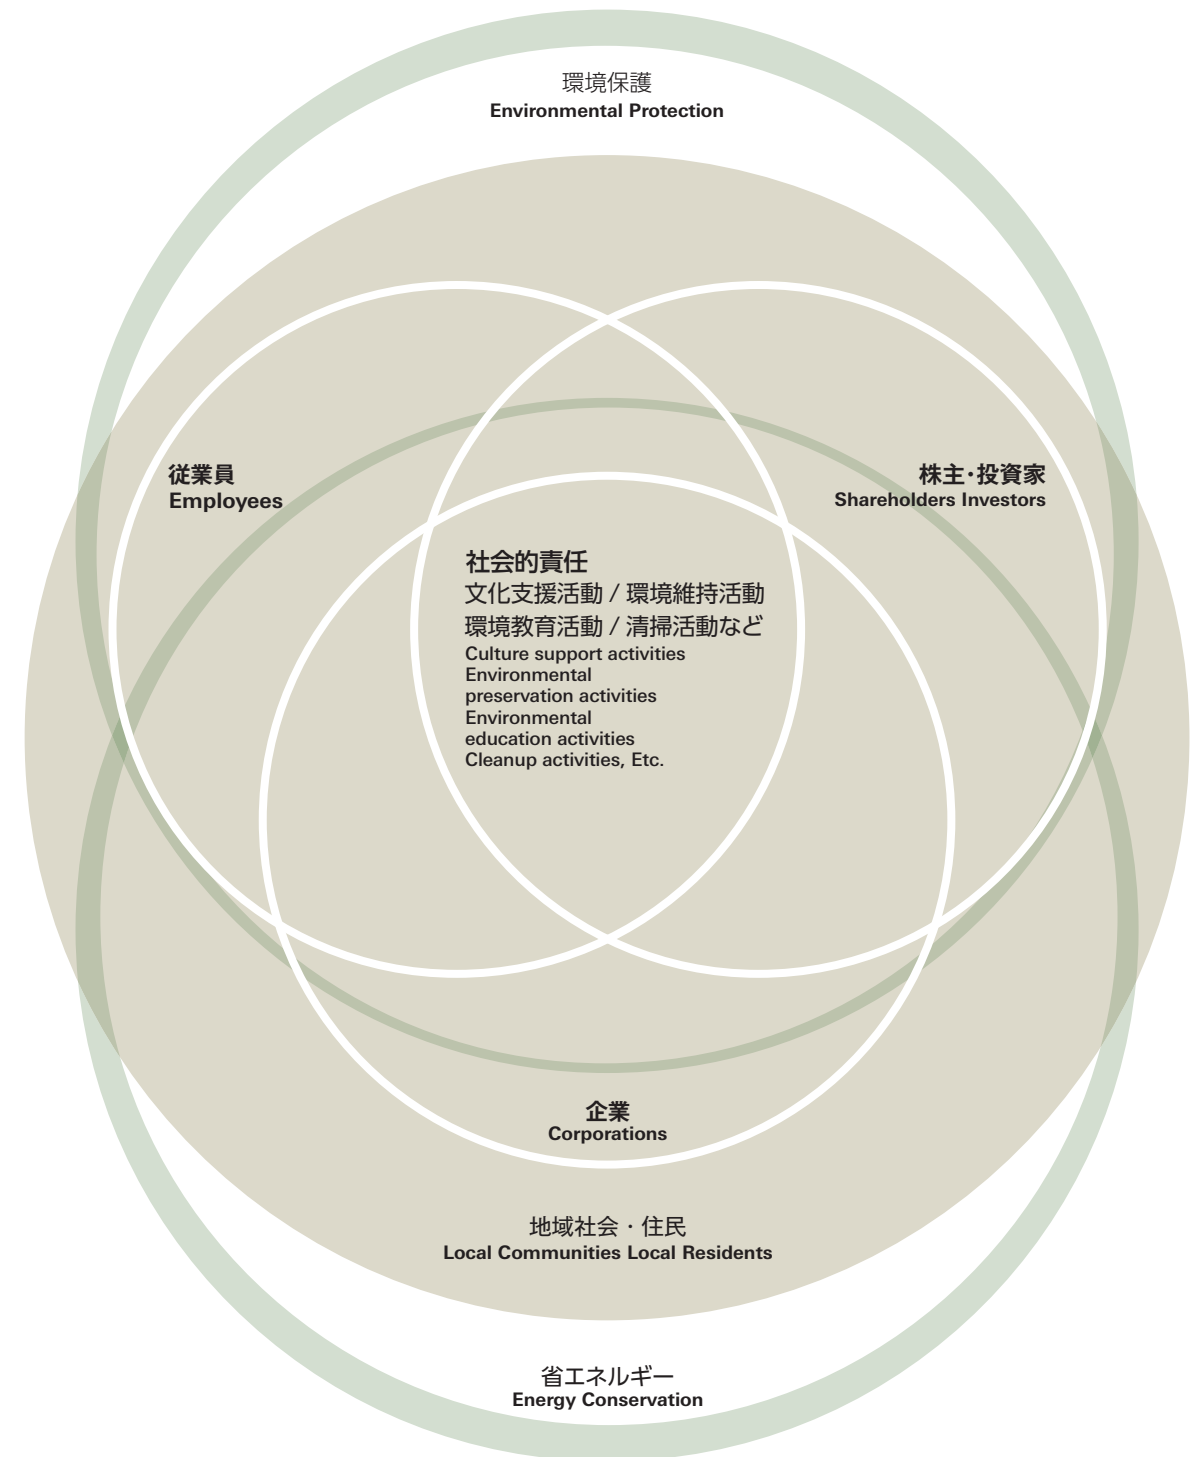 環境保護
Environmental Protection
従業員
Employees
株主･投資家
Shareholders Investors
社会的責任
文化支援活動 / 環境維持活動
環境教育活動 / 清掃活動など
Culture support activities
Environmental
preservation activities
Environmental
education activities
Cleanup activities, Etc.
企業
Corporations
地域社会・住民
Local Communities Local Residents
省エネルギー
Energy Conservation